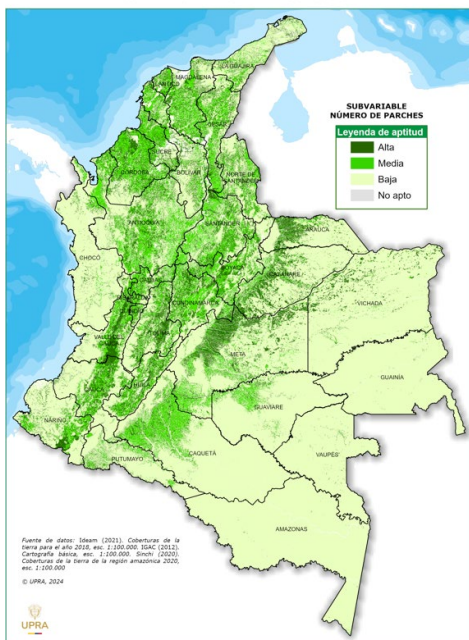 SUBVARIABLE
NÚMERO DE PARCHES
Leyenda de aptitud
Alta
Media
Baja
No apto
LA GUAJIRA
MAGDALENA
CÓRDOBA
BOLÍVAR
NORTE DE
SANTANDER
ANTIOQUIA
SANTANDER
ARAUCA
CHOCÓ
CASANARE
CUNDINAMARCA
VICHADA
META
GUAINÍA
NARIÑO
GUAVIARE
CAQUETÁ
VAUPÉS
PUTUMAYO
AMAZONAS
Fuente de datos: Ideam (2021). Coberturas de la
tierra para el año 2018, esc. 1:100.000. IGAC (2012).
Cartografía básica, esc. 1:100.000. Sinchi (2020).
Coberturas de la tierra de la región amazónica 2020,
esc. 1:100.000
© UPRA, 2024
UPRA